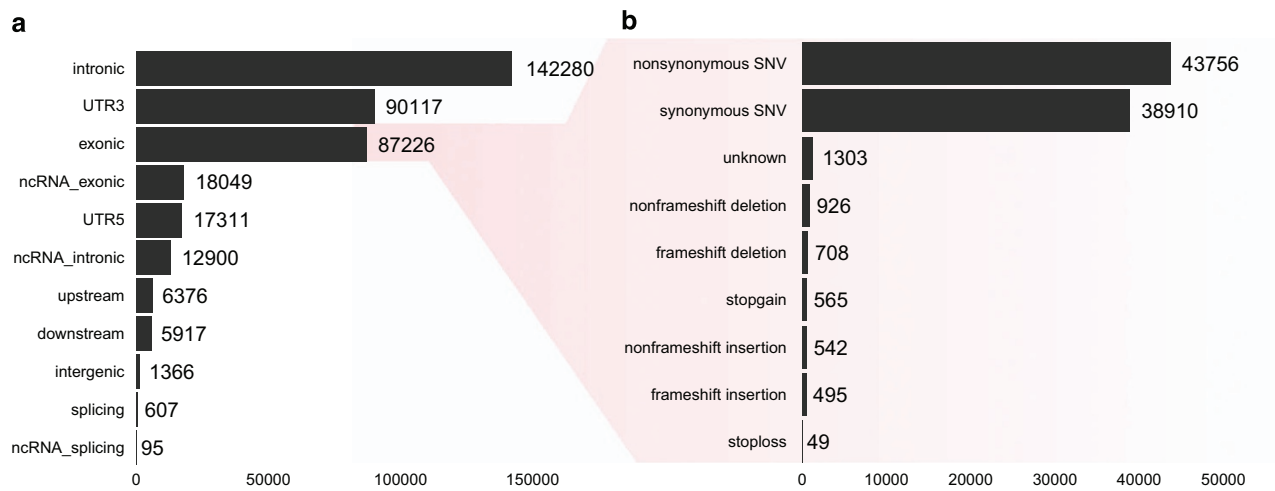 a
intronic 142280
UTR3 90117
exonic 87226
ncRNA_exonic 18049
UTR5 17311
ncRNA_intronic 12900
upstream 6376
downstream 5917
intergenic 1366
splicing 607
ncRNA_splicing 95
0 50000 100000 150000
b
nonsynonymous SNV 43756
synonymous SNV 38910
unknown 1303
nonframeshift deletion 926
frameshift deletion 708
stopgain 565
nonframeshift insertion 542
frameshift insertion 495
stoploss 49
0 10000 20000 30000 40000 50000